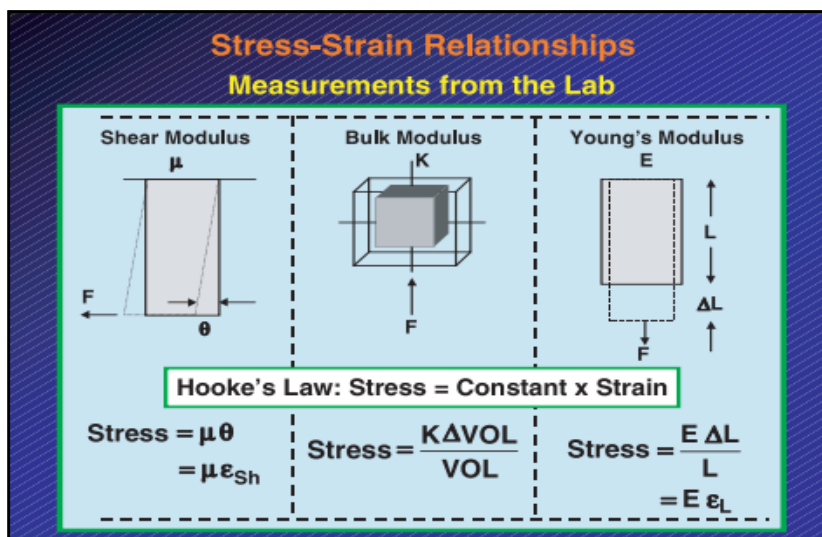 Stress-Strain Relationships
Measurements from the Lab
Shear Modulus
μ
F
θ
Bulk Modulus
K
F
Young's Modulus
E
L
ΔL
F
Hooke's Law: Stress = Constant x Strain
Stress = μθ
= με_Sh
Stress = KΔVOL / VOL
Stress = E ΔL / L
= E ε_L